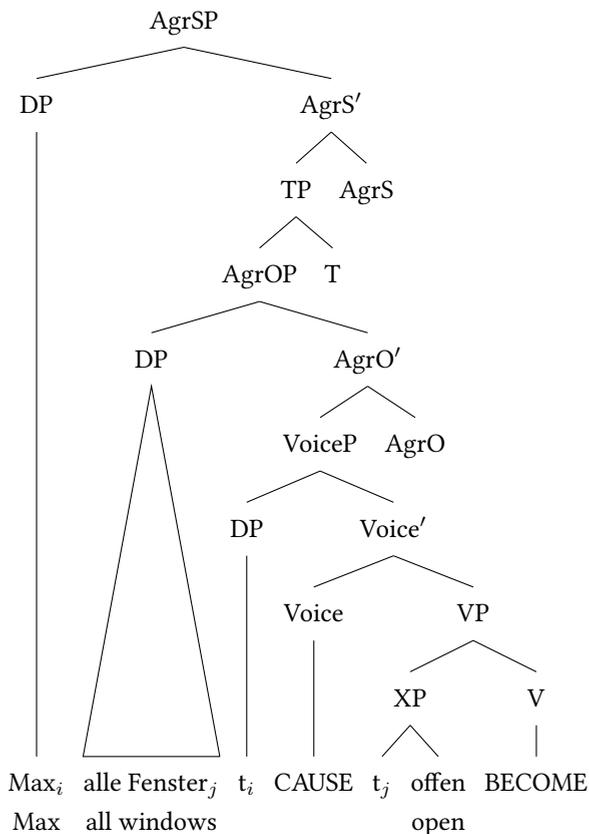 AgrSP
DP AgrS′
TP AgrS
AgrOP T
DP AgrO′
VoiceP AgrO
DP Voice′
Voice VP
XP V
Maxᵢ alle Fensterⱼ tᵢ CAUSE tⱼ offen BECOME
Max all windows open